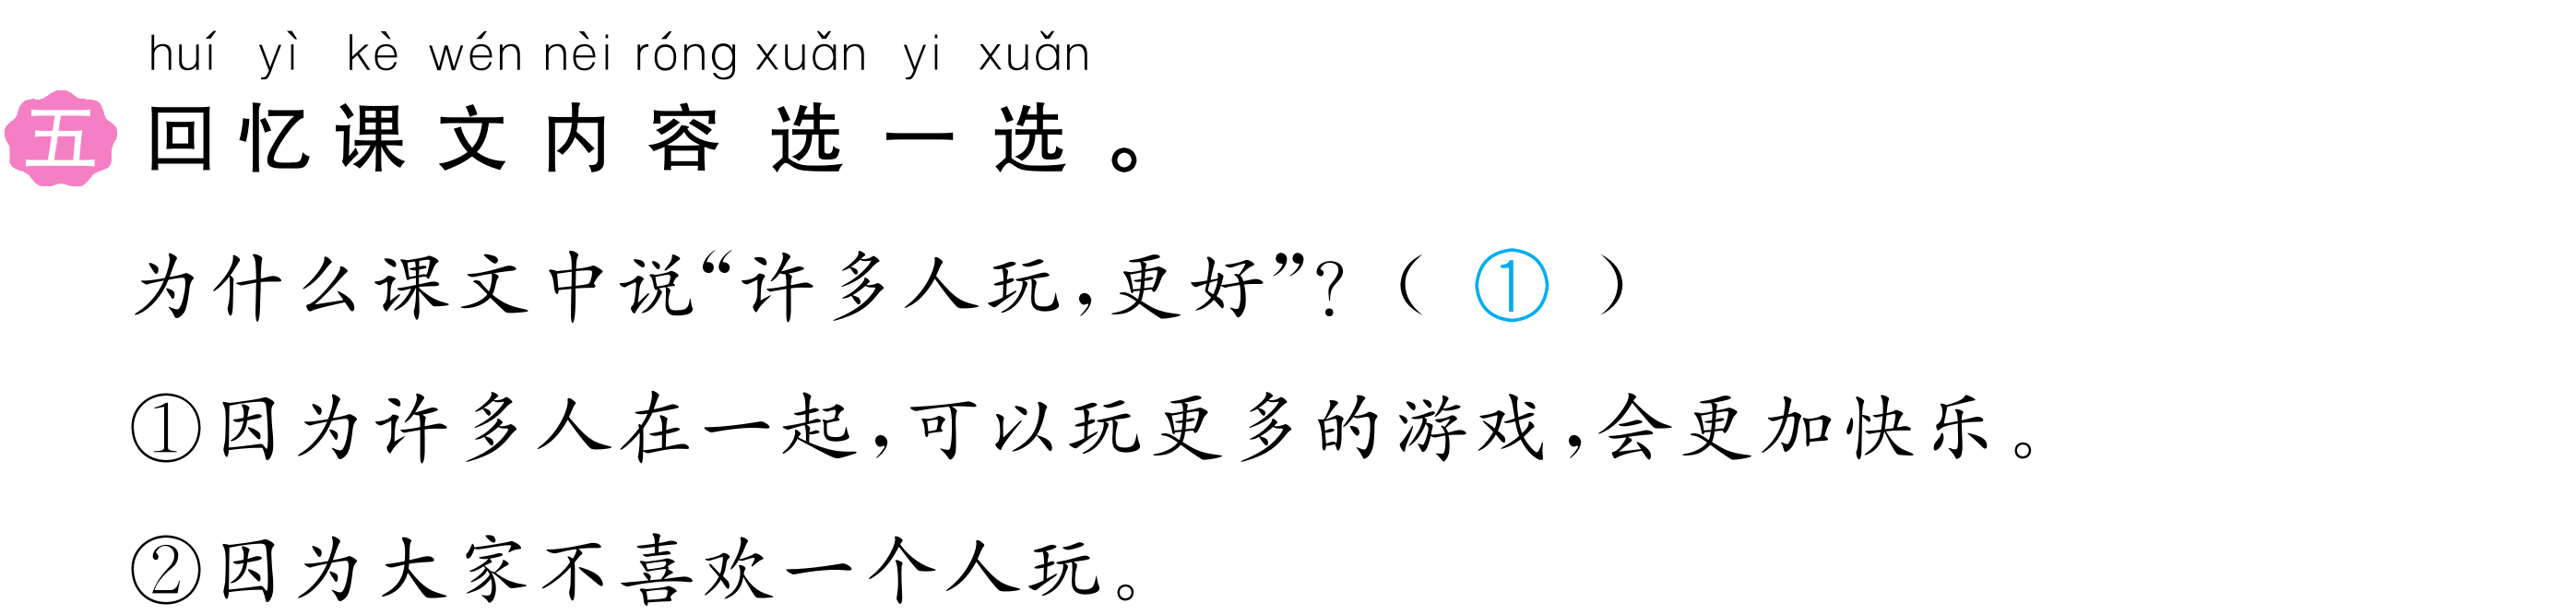 huí yì kè wén nèi róng xuǎn yi xuǎn
五 回忆课文内容选一选。
为什么课文中说“许多人玩,更好”?( ① )
①因为许多人在一起,可以玩更多的游戏,会更加快乐。
②因为大家不喜欢一个人玩。